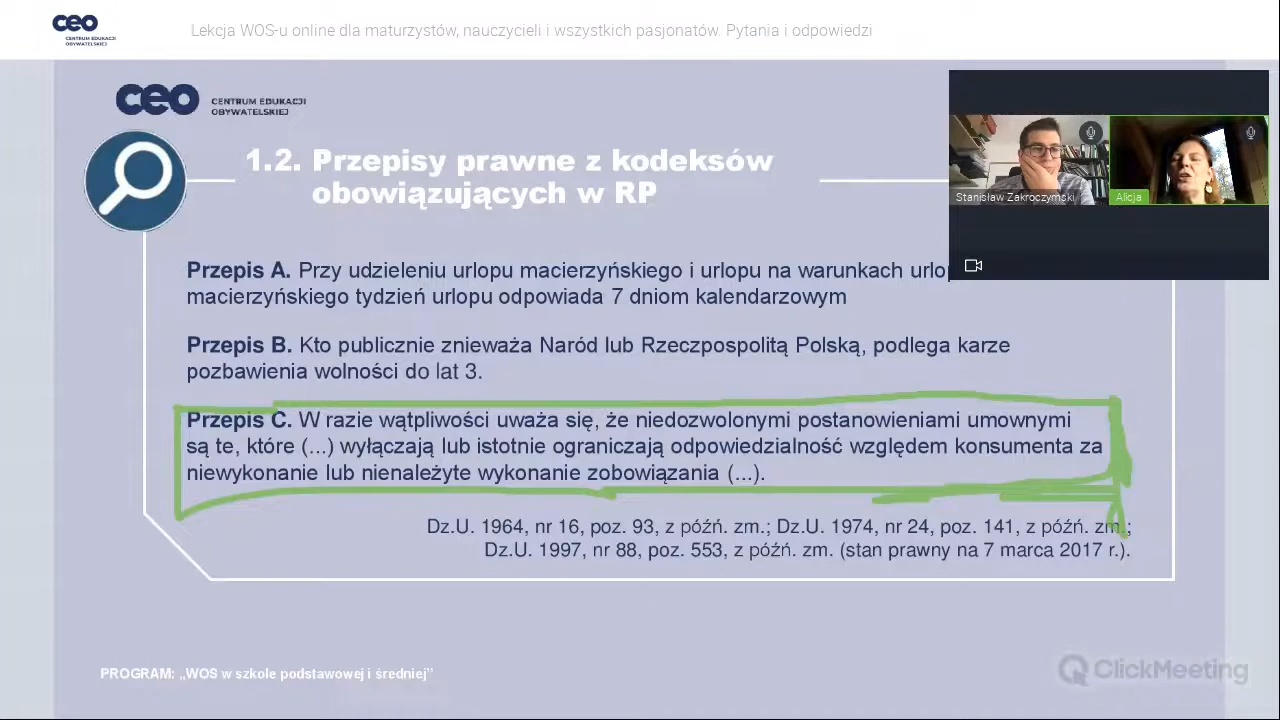 ceo
CENTRUM EDUKACJI
OBYWATELSKIEJ
Lekcja WOS-u online dla maturzystów, nauczycieli i wszystkich pasjonatów. Pytania i odpowiedzi
ceo
CENTRUM EDUKACJI
OBYWATELSKIEJ
1.2. Przepisy prawne z kodeksów
obowiązujących w RP
Stanisław Zakroczymski
Alicja
Przepis A. Przy udzieleniu urlopu macierzyńskiego i urlopu na warunkach
macierzyńskiego tydzień urlopu odpowiada 7 dniom kalendarzowym
Przepis B. Kto publicznie znieważa Naród lub Rzeczpospolitą Polską, podlega karze
pozbawienia wolności do lat 3.
Przepis C. W razie wątpliwości uważa się, że niedozwolonymi postanowieniami umownymi
są te, które (...) wyłączają lub istotnie ograniczają odpowiedzialność względem konsumenta za
niewykonanie lub nienależyte wykonanie zobowiązania (...).
Dz.U. 1964, nr 16, poz. 93, z późń. zm.; Dz.U. 1974, nr 24, poz. 141, z późń. zm.;
Dz.U. 1997, nr 88, poz. 553, z późń. zm. (stan prawny na 7 marca 2017 r.).
PROGRAM: „WOS w szkole podstawowej i średniej”
ClickMeeting